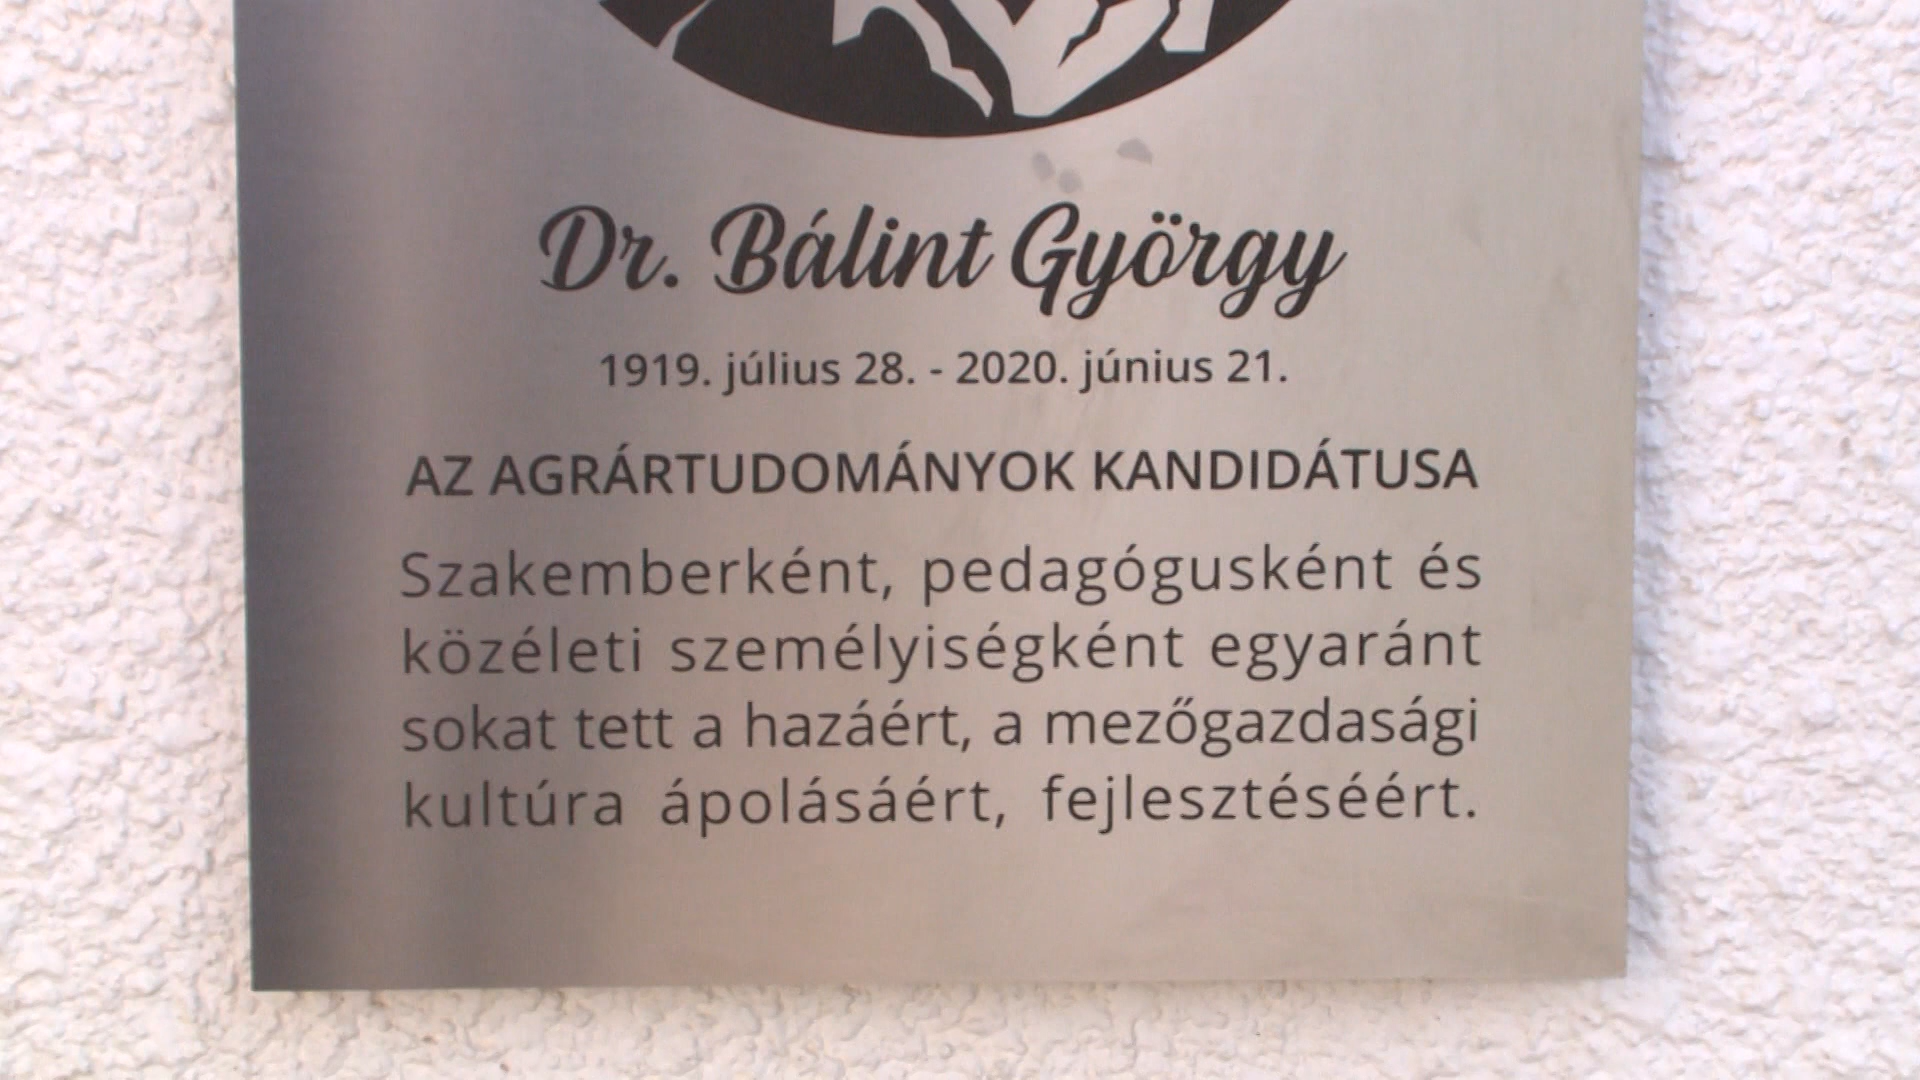 Dr. Bálint György
1919. július 28. - 2020. június 21.
AZ AGRÁRTUDOMÁNYOK KANDIDÁTUSA
Szakemberként, pedagógusként és
közéleti személyiségként egyaránt
sokat tett a hazáért, a mezőgazdasági
kultúra ápolásáért, fejlesztéséért.